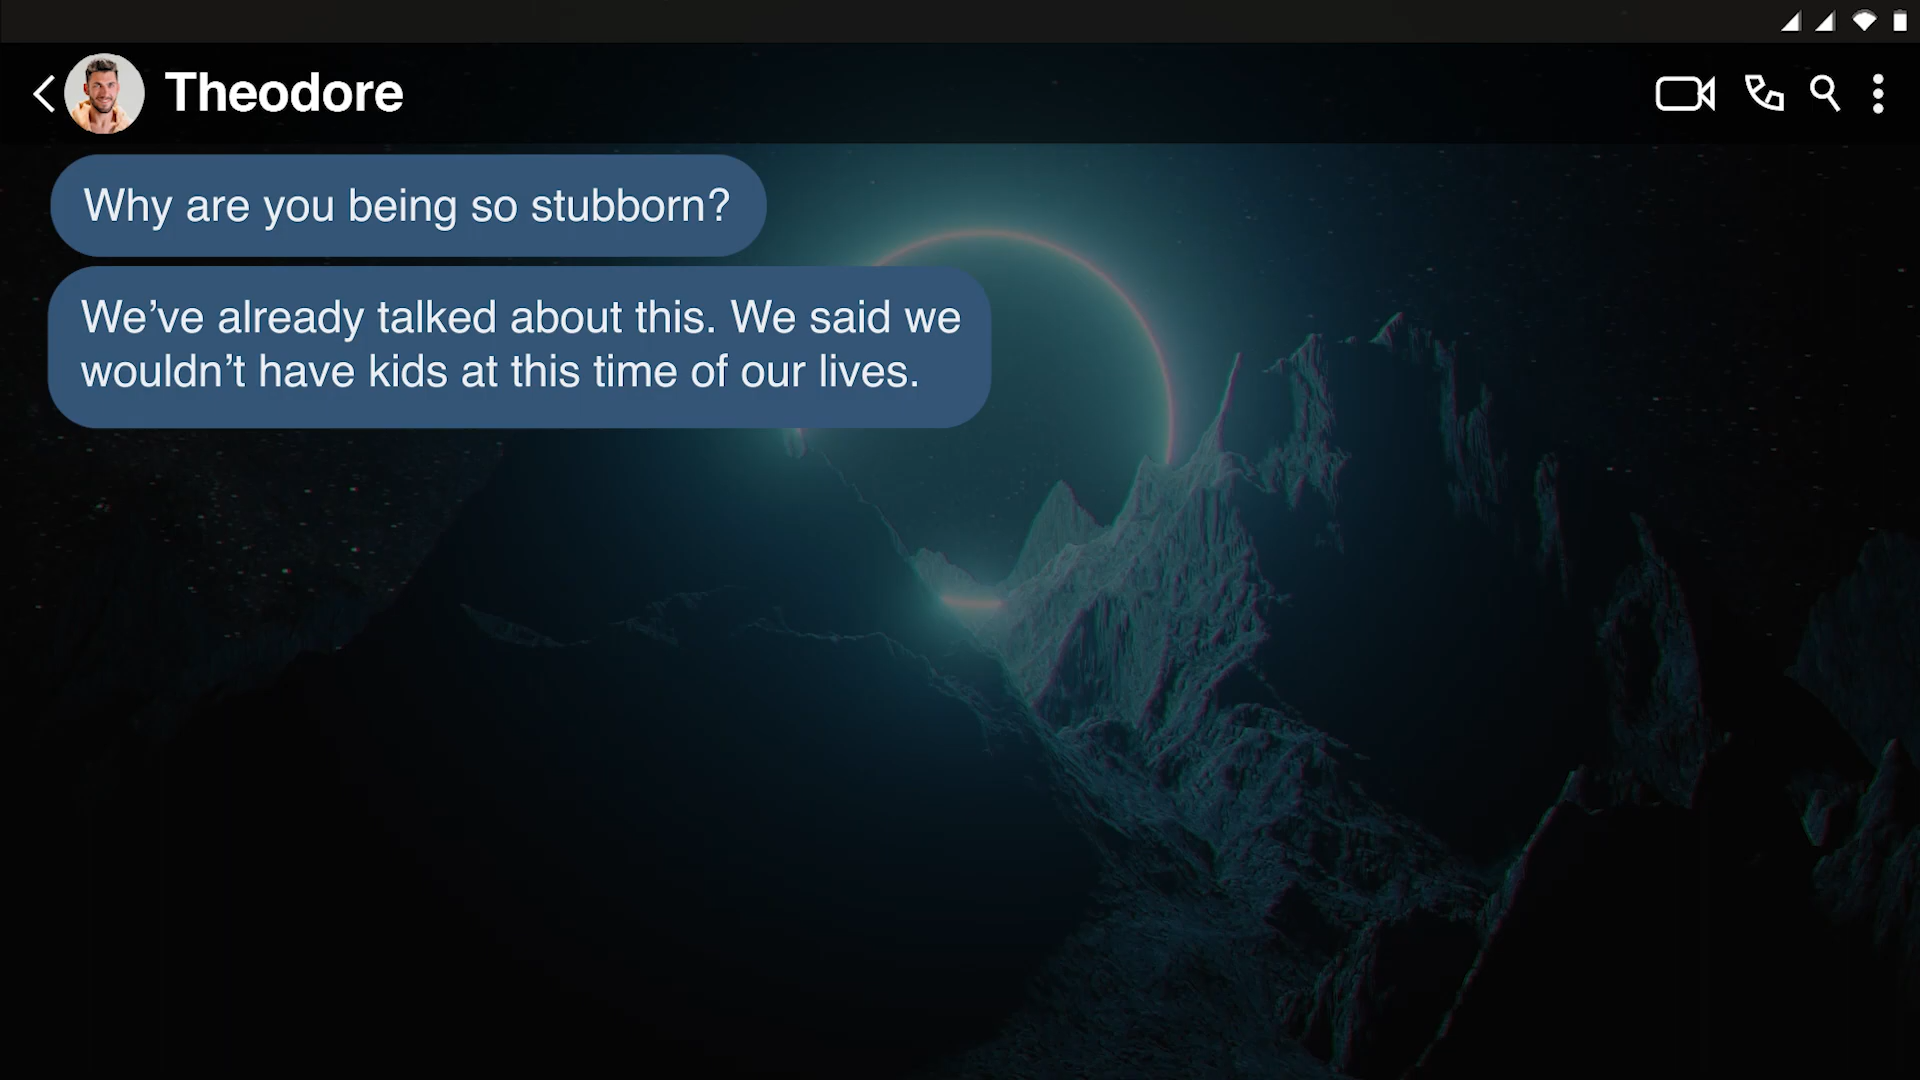 Theodore
Why are you being so stubborn?
We’ve already talked about this. We said we
wouldn’t have kids at this time of our lives.